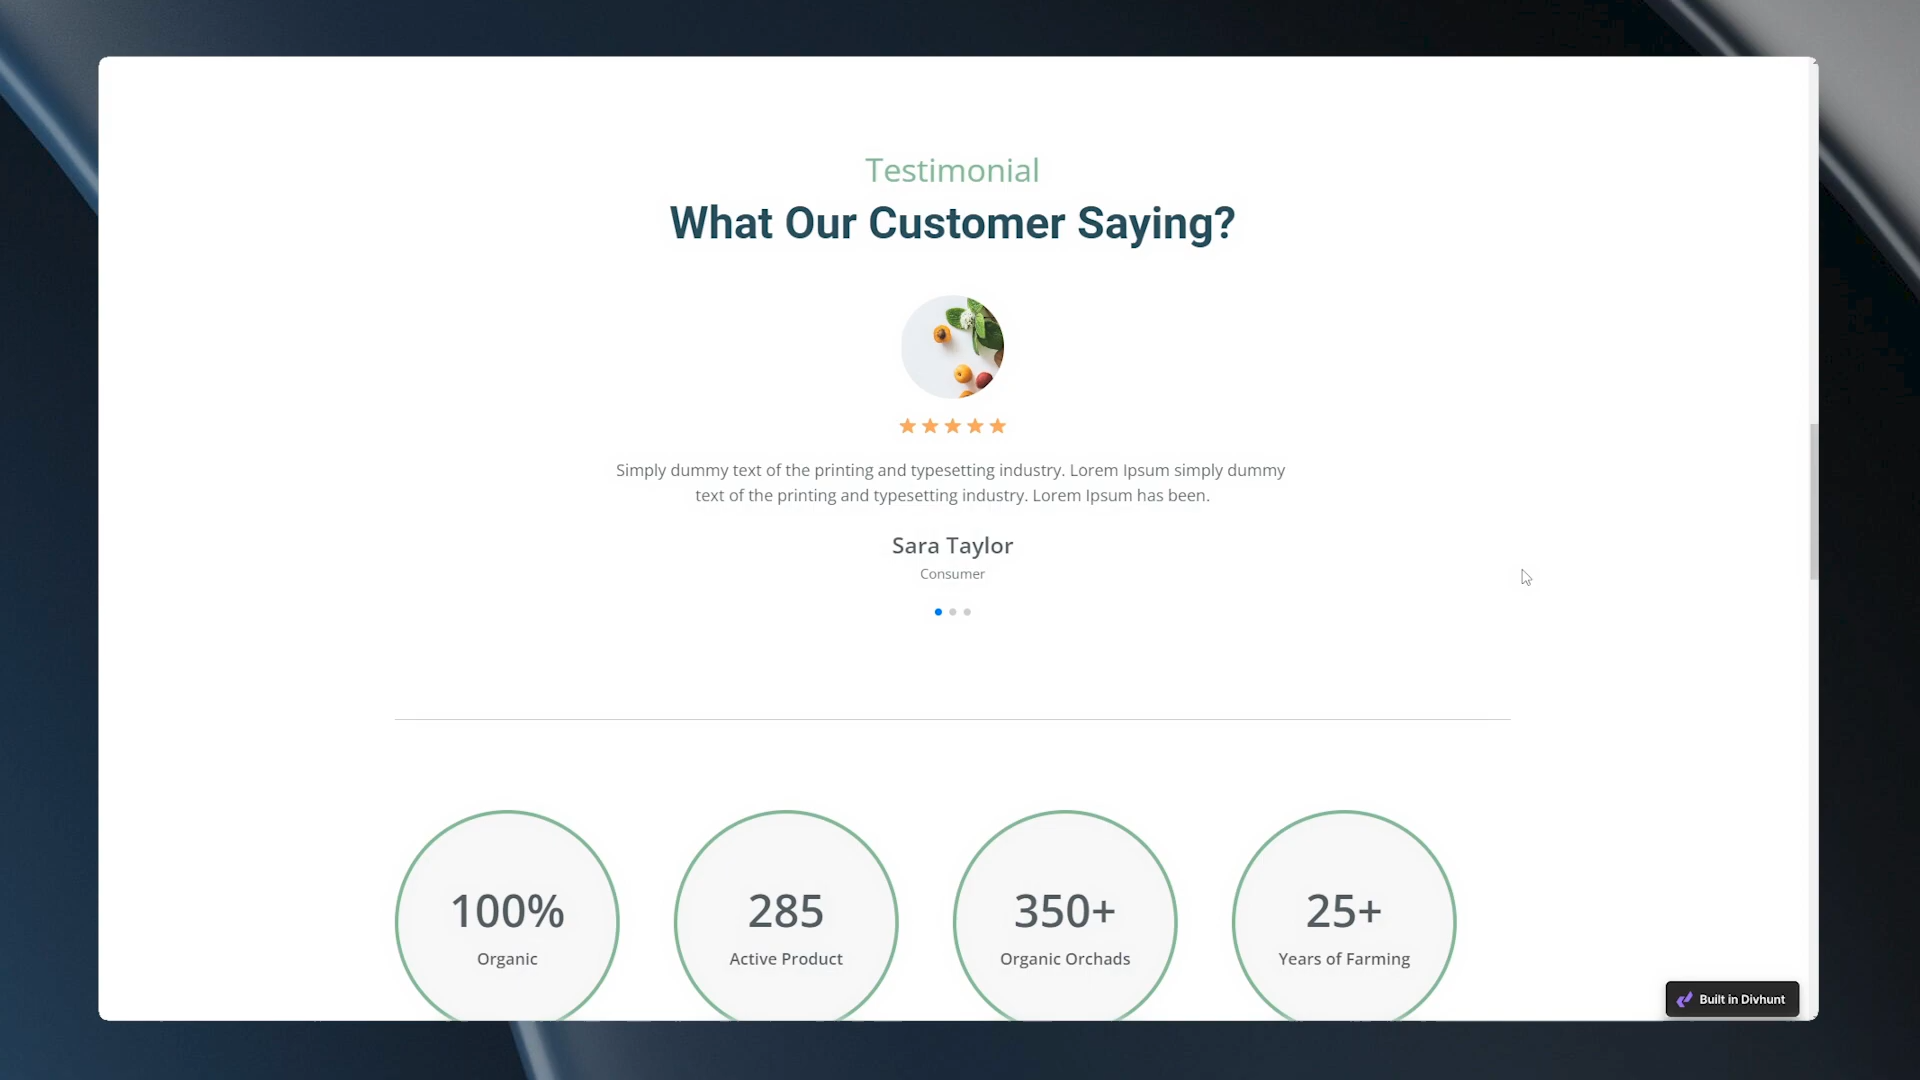 Testimonial
What Our Customer Saying?
Simply dummy text of the printing and typesetting industry. Lorem Ipsum simply dummy
text of the printing and typesetting industry. Lorem Ipsum has been.
Sara Taylor
Consumer
100%
Organic
285
Active Product
350+
Organic Orchads
25+
Years of Farming
Built in Divhunt